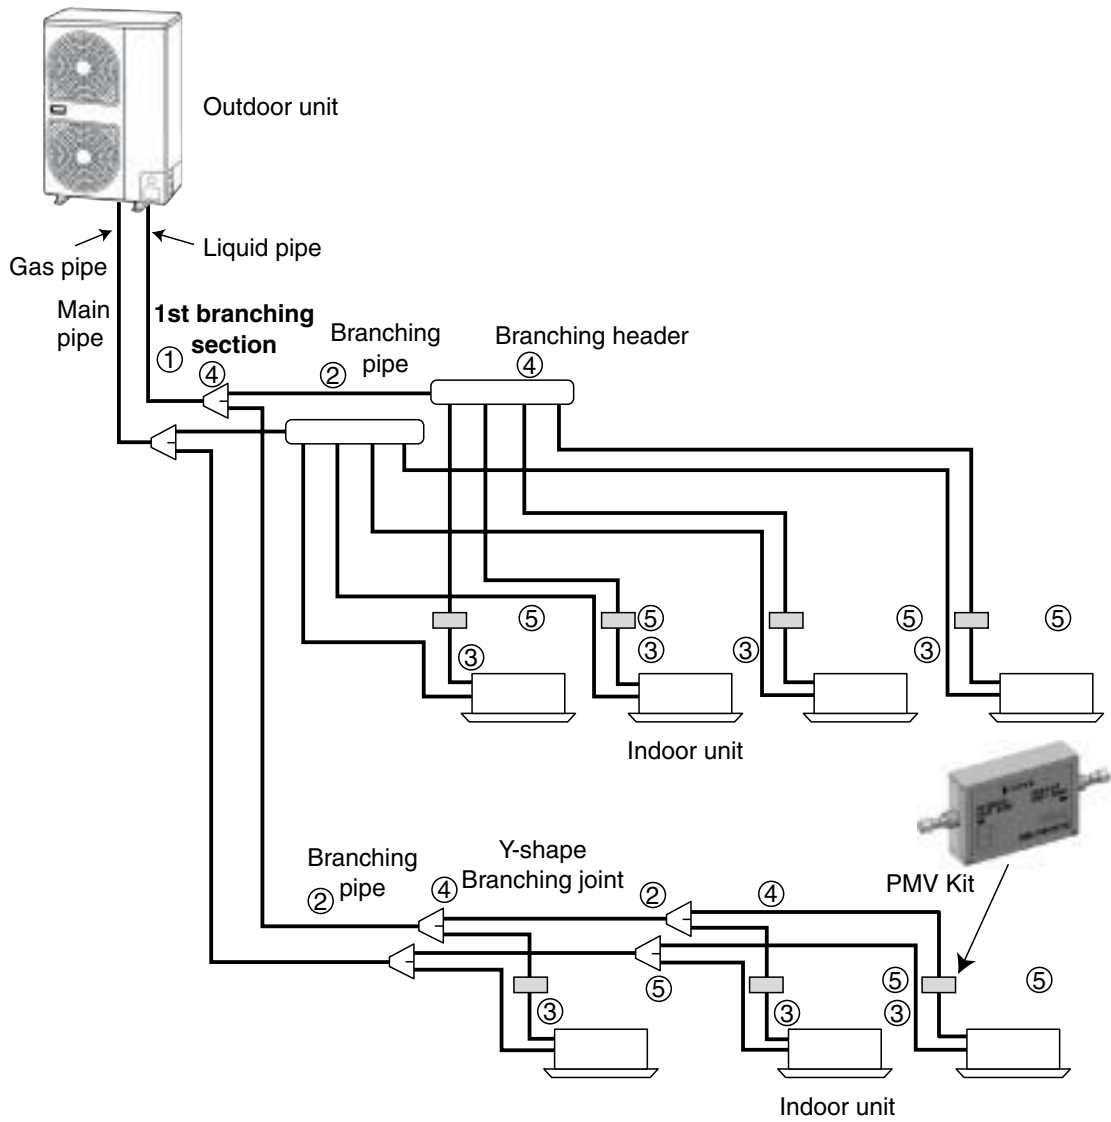 Outdoor unit
Gas pipe
Liquid pipe
Main
pipe
1st branching
section
①
④
Branching
pipe
②
Branching header
④
⑤
⑤
⑤
⑤
③
③
③
③
Indoor unit
Branching
pipe
②
④
Y-shape
Branching joint
②
④
PMV Kit
⑤
⑤
⑤
③
③
③
Indoor unit